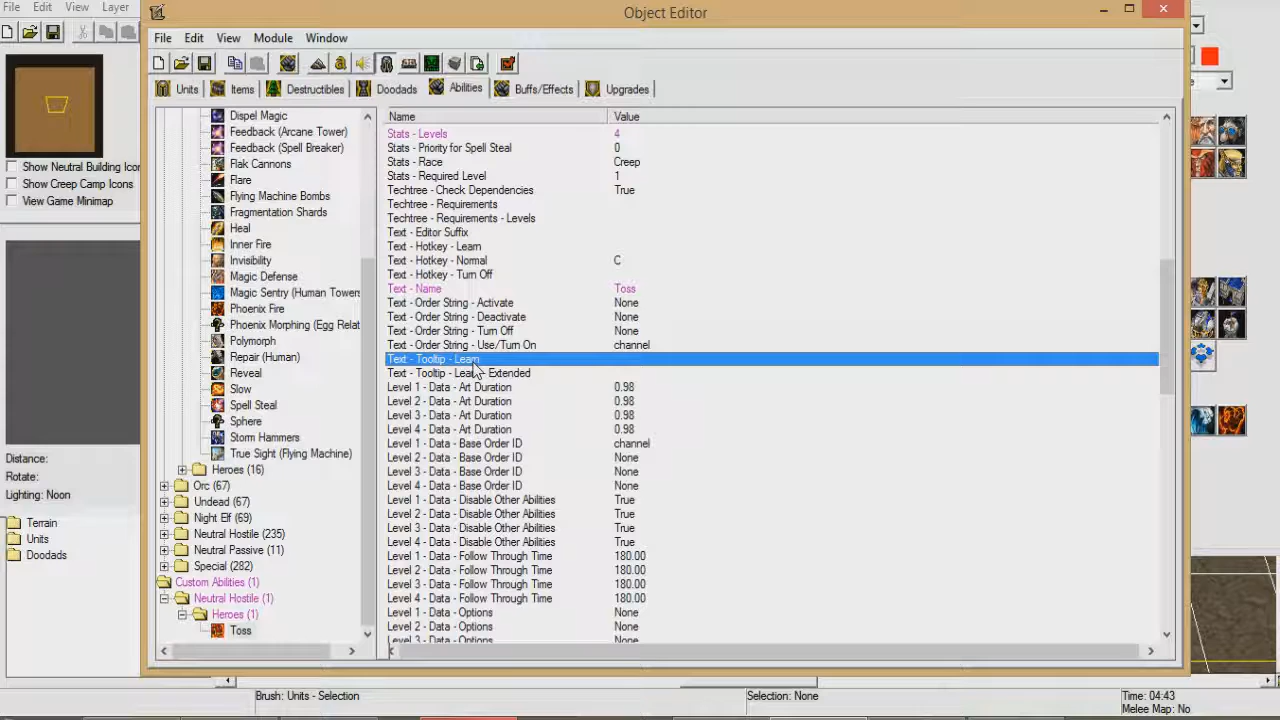 File Edit View Layer
Object Editor
File Edit View Module Window
Units Items Destructibles Doodads Abilities Buffs/Effects Upgrades
Show Neutral Building Icon
Show Creep Camp Icons
View Game Minimap
Distance:
Rotate:
Lighting: Noon
Terrain
Units
Doodads
Dispel Magic
Feedback (Arcane Tower)
Feedback (Spell Breaker)
Flak Cannons
Flare
Flying Machine Bombs
Fragmentation Shards
Heal
Inner Fire
Invisibility
Magic Defense
Magic Sentry (Human Towers
Phoenix Fire
Phoenix Morphing (Egg Relat
Polymorph
Repair (Human)
Reveal
Slow
Spell Steal
Sphere
Storm Hammers
True Sight (Flying Machine)
Heroes (16)
Orc (67)
Undead (67)
Night Elf (69)
Neutral Hostile (235)
Neutral Passive (11)
Special (282)
Custom Abilities (1)
Neutral Hostile (1)
Heroes (1)
Toss
Name Value
Stats - Levels 4
Stats - Priority for Spell Steal 0
Stats - Race Creep
Stats - Required Level 1
Techtree - Check Dependencies True
Techtree - Requirements
Techtree - Requirements - Levels
Text - Editor Suffix
Text - Hotkey - Learn
Text - Hotkey - Normal C
Text - Hotkey - Turn Off
Text - Name Toss
Text - Order String - Activate None
Text - Order String - Deactivate None
Text - Order String - Turn Off None
Text - Order String - Use/Turn On channel
Text - Tooltip - Learn
Text - Tooltip - Learn - Extended
Level 1 - Data - Art Duration 0.98
Level 2 - Data - Art Duration 0.98
Level 3 - Data - Art Duration 0.98
Level 4 - Data - Art Duration 0.98
Level 1 - Data - Base Order ID channel
Level 2 - Data - Base Order ID None
Level 3 - Data - Base Order ID None
Level 4 - Data - Base Order ID None
Level 1 - Data - Disable Other Abilities True
Level 2 - Data - Disable Other Abilities True
Level 3 - Data - Disable Other Abilities True
Level 4 - Data - Disable Other Abilities True
Level 1 - Data - Follow Through Time 180.00
Level 2 - Data - Follow Through Time 180.00
Level 3 - Data - Follow Through Time 180.00
Level 4 - Data - Follow Through Time 180.00
Level 1 - Data - Options None
Level 2 - Data - Options None
Level 3 - Data - Options None
Brush: Units - Selection
Selection: None
Time: 04:43
Melee Map: No